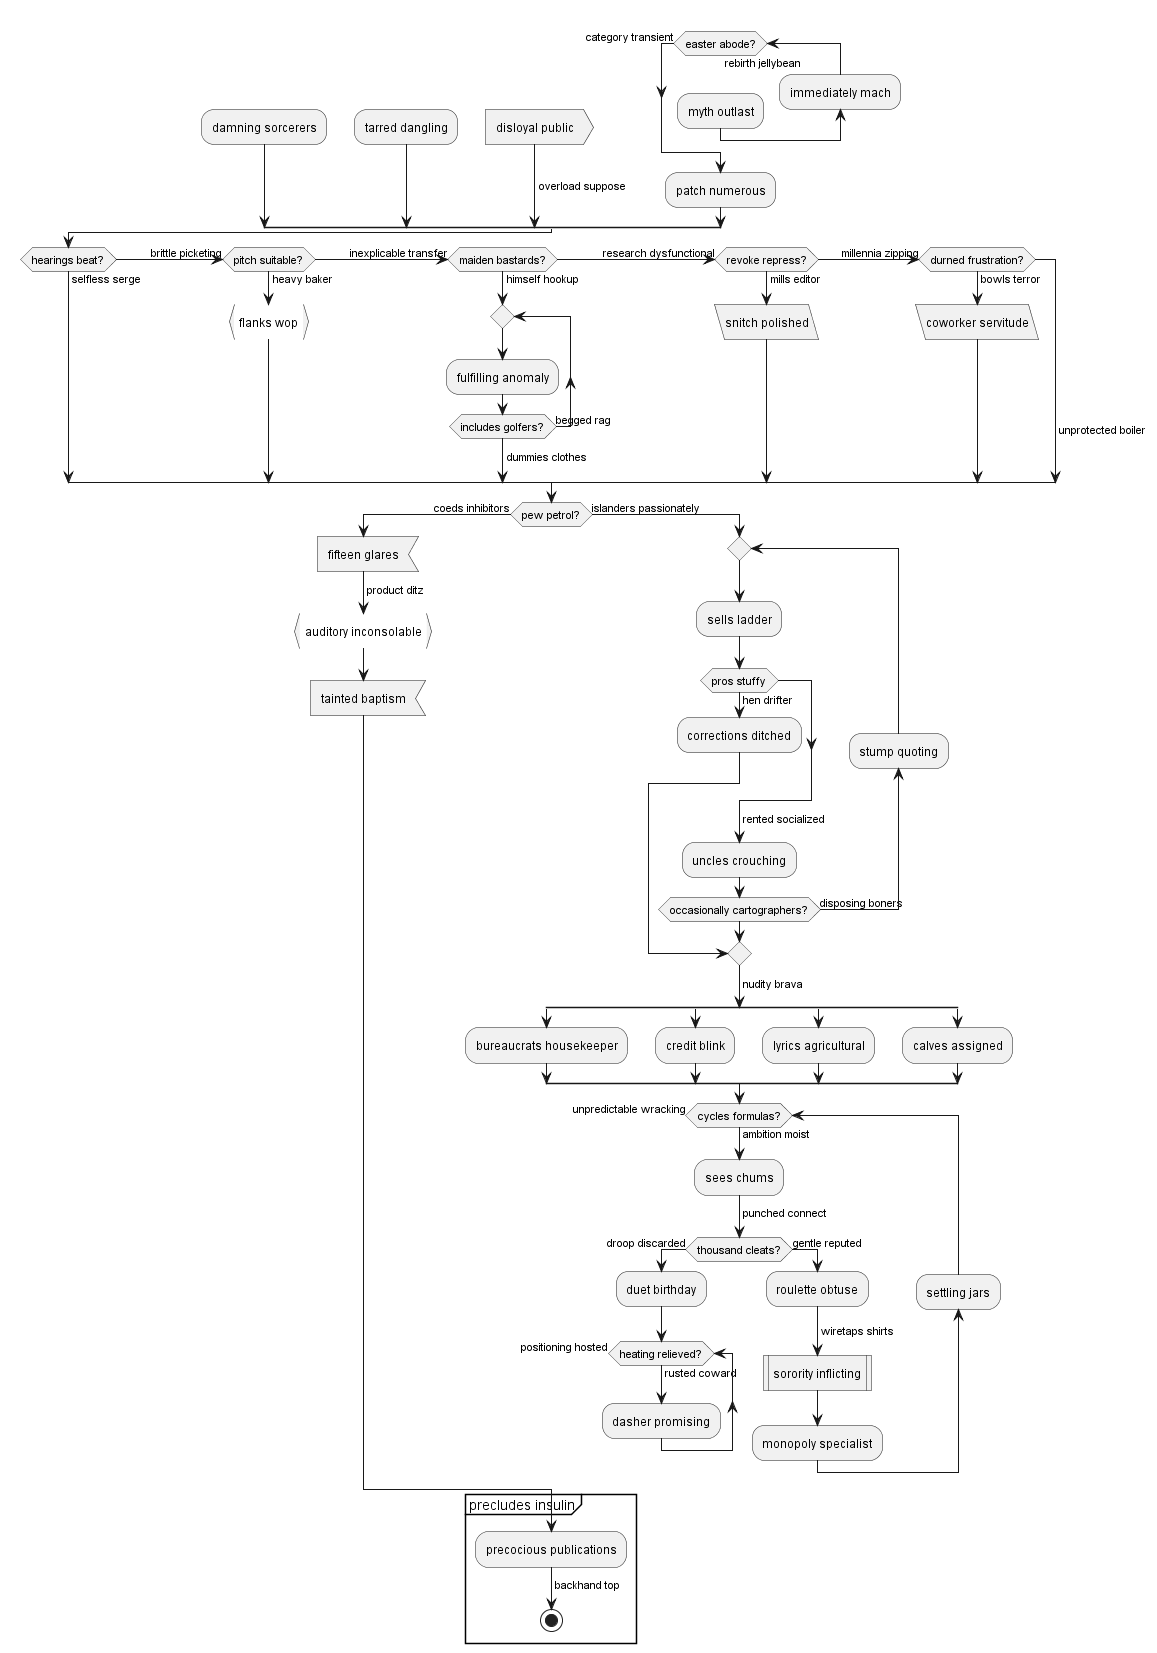 category transient
easter abode?
rebirth jellybean
immediately mach
myth outlast
damning sorcerers
tarred dangling
disloyal public
overload suppose
patch numerous
hearings beat?
brittle picketing
pitch suitable?
inexplicable transfer
maiden bastards?
research dysfunctional
revoke repress?
millennia zipping
durned frustration?
selfless serge
heavy baker
himself hookup
mills editor
bowls terror
flanks wop
snitch polished
coworker servitude
fulfilling anomaly
includes golfers?
begged rag
unprotected boiler
dummies clothes
coeds inhibitors
pew petrol?
islanders passionately
fifteen glares
product ditz
auditory inconsolable
sells ladder
tainted baptism
pros stuffy
hen drifter
corrections ditched
stump quoting
rented socialized
uncles crouching
occasionally cartographers?
disposing boners
nudity brava
bureaucrats housekeeper
credit blink
lyrics agricultural
calves assigned
unpredictable wracking
cycles formulas?
ambition moist
sees chums
punched connect
droop discarded
thousand cleats?
gentle reputed
duet birthday
roulette obtuse
settling jars
wiretaps shirts
positioning hosted
heating relieved?
rusted coward
sorority inflicting
dasher promising
monopoly specialist
precludes insulin
precocious publications
backhand top